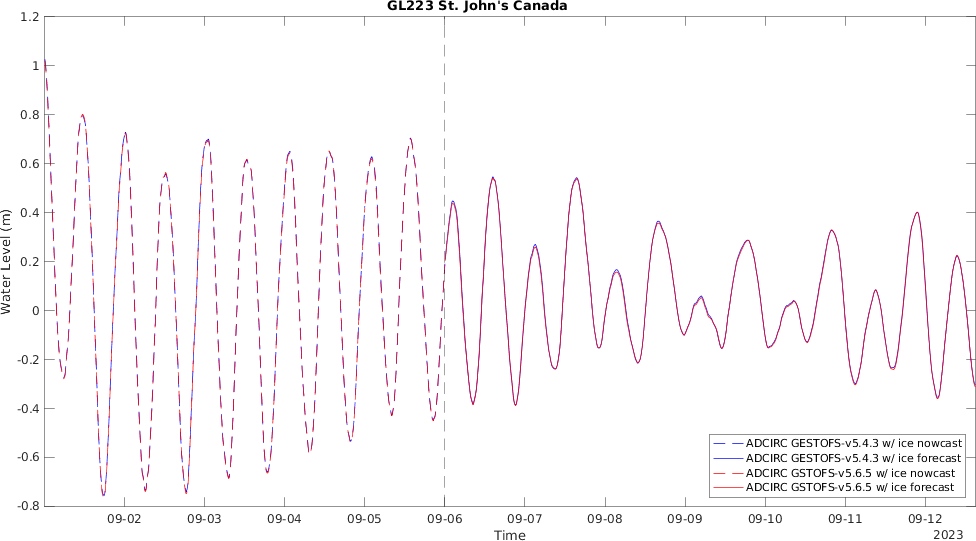 GL223 St. John's Canada
1.2
1
0.8
0.6
0.4
0.2
0
-0.2
-0.4
-0.6
-0.8
Water Level (m)
ADCIRC GESTOFS-v5.4.3 w/ ice nowcast
ADCIRC GESTOFS-v5.4.3 w/ ice forecast
ADCIRC GSTOFS-v5.6.5 w/ ice nowcast
ADCIRC GSTOFS-v5.6.5 w/ ice forecast
09-02 09-03 09-04 09-05 09-06 09-07 09-08 09-09 09-10 09-11 09-12
Time
2023